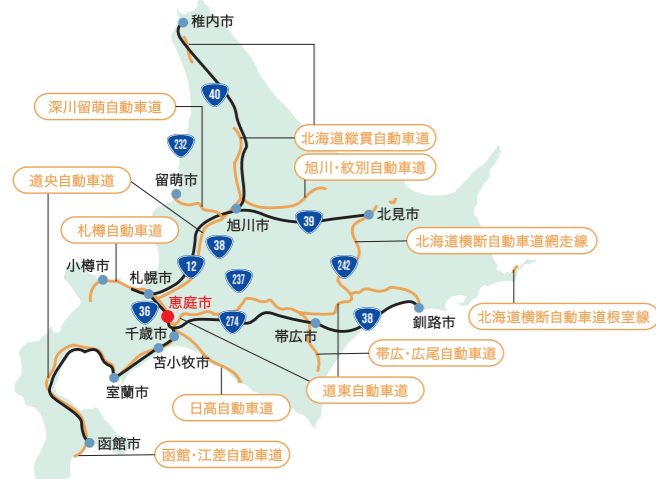 稚内市
40
深川留萌自動車道
北海道縦貫自動車道
232
旭川・紋別自動車道
道央自動車道
留萌市
旭川市
39
北見市
札樽自動車道
38
北海道横断自動車道網走線
小樽市
12
242
札幌市
237
恵庭市
36
274
38
釧路市
北海道横断自動車道根室線
千歳市
帯広市
帯広・広尾自動車道
苫小牧市
室蘭市
道東自動車道
日高自動車道
函館市
函館・江差自動車道